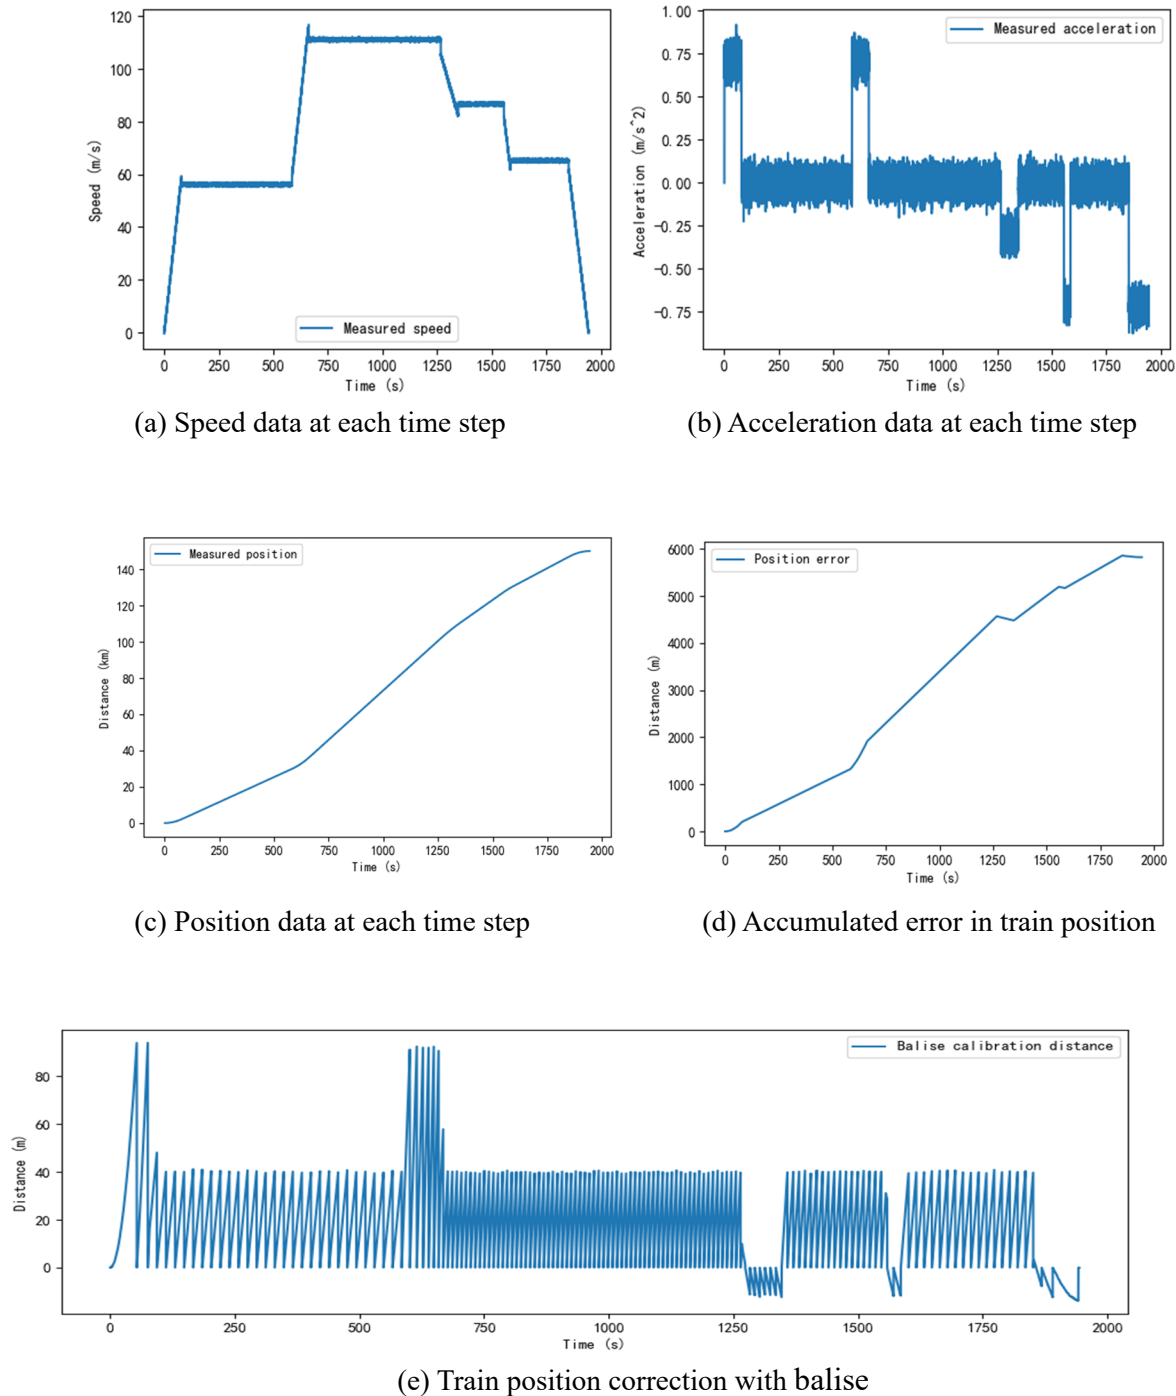 120
100
80
60
40
20
0
Speed (m/s)
Measured speed
0 250 500 750 1000 1250 1500 1750 2000
Time (s)
(a) Speed data at each time step
1.00
0.75
0.50
0.25
0.00
-0.25
-0.50
-0.75
Acceleration (m/s^2)
Measured acceleration
0 250 500 750 1000 1250 1500 1750 2000
Time (s)
(b) Acceleration data at each time step
Measured position
140
120
100
80
60
40
20
0
Distance (km)
0 250 500 750 1000 1250 1500 1750 2000
Time (s)
(c) Position data at each time step
Position error
6000
5000
4000
3000
2000
1000
0
Distance (m)
0 250 500 750 1000 1250 1500 1750 2000
Time (s)
(d) Accumulated error in train position
Balise calibration distance
80
60
40
20
0
Distance (m)
0 250 500 750 1000 1250 1500 1750 2000
Time (s)
(e) Train position correction with balise